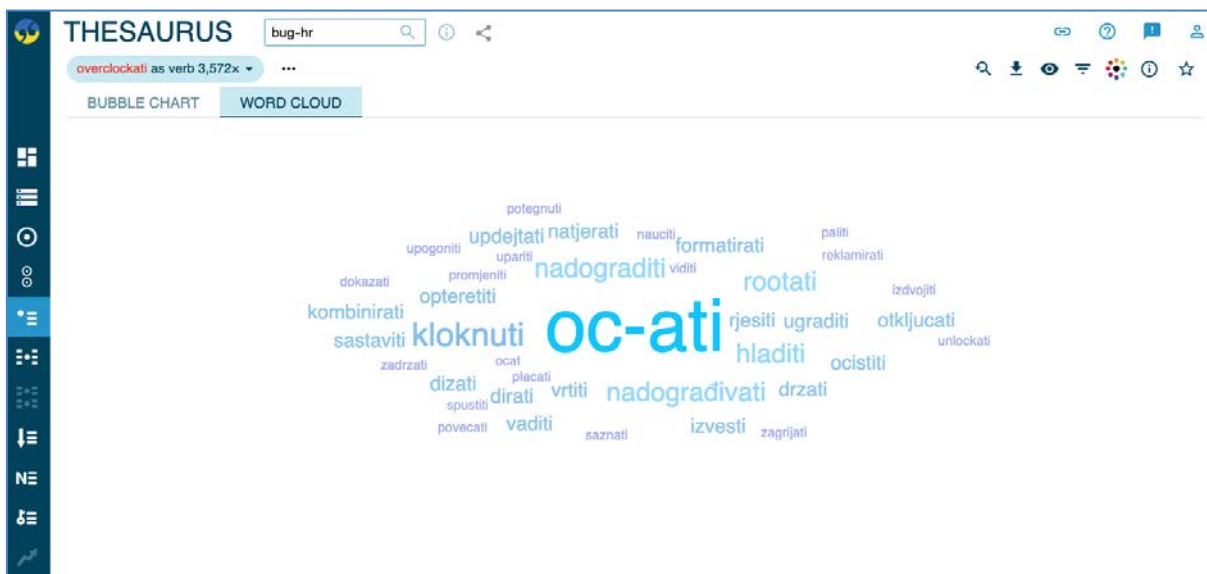 THESAURUS bug-hr
overclockati as verb 3,572× ...
BUBBLE CHART WORD CLOUD
potegnuti
updejtati natjerati nauciti formatirati paliti
upogoniti upariti reklamirati
promjeniti nadograditi viditi rootati
dokazati opteretiti izdvojiti
kombinirati oc-ati rjesiti ugraditi otkljucati
sastaviti kloknuti unlockati
zadrzati ocat hladiti ocistiti
dizati placati
spustiti dirati vrtiti nadograđivati drzati
povecati vaditi saznati izvesti zagrijati
N